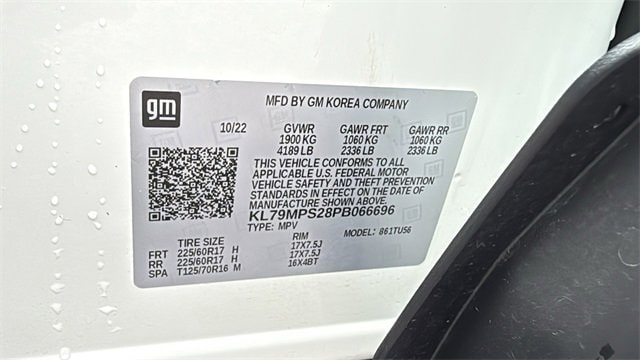 gm
MFD BY GM KOREA COMPANY
10/22 GVWR GAWR FRT GAWR RR
1900 KG 1060 KG 1060 KG
4189 LB 2336 LB 2336 LB
THIS VEHICLE CONFORMS TO ALL
APPLICABLE U.S. FEDERAL MOTOR
VEHICLE SAFETY AND THEFT PREVENTION
STANDARDS IN EFFECT ON THE DATE OF
MANUFACTURE SHOWN ABOVE.
KL79MPS28PB066696
TYPE: MPV MODEL: 861TU56
TIRE SIZE RIM
FRT 225/60R17 H 17X7.5J
RR 225/60R17 H 17X7.5J
SPA T125/70R16 M 16X4BT